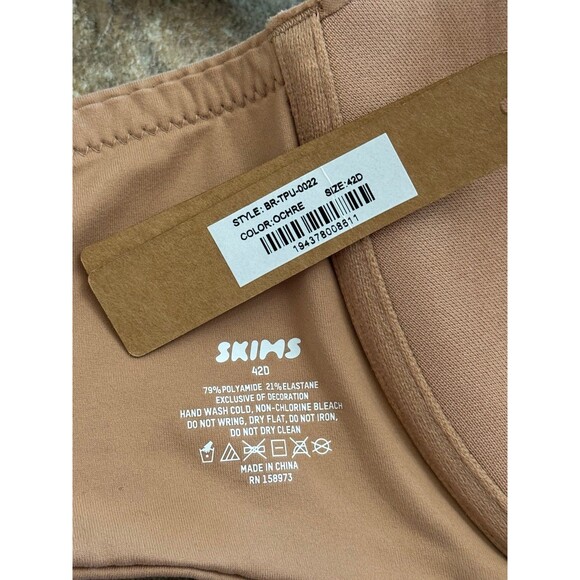 STYLE: BR-TPU-0022
COLOR:OCHRE SIZE:42D
194378008611
SKIMS
42D
79%POLYAMIDE 21%ELASTANE
EXCLUSIVE OF DECORATION
HAND WASH COLD, NON-CHLORINE BLEACH
DO NOT WRING, DRY FLAT, DO NOT IRON,
DO NOT DRY CLEAN
MADE IN CHINA
RN 158973